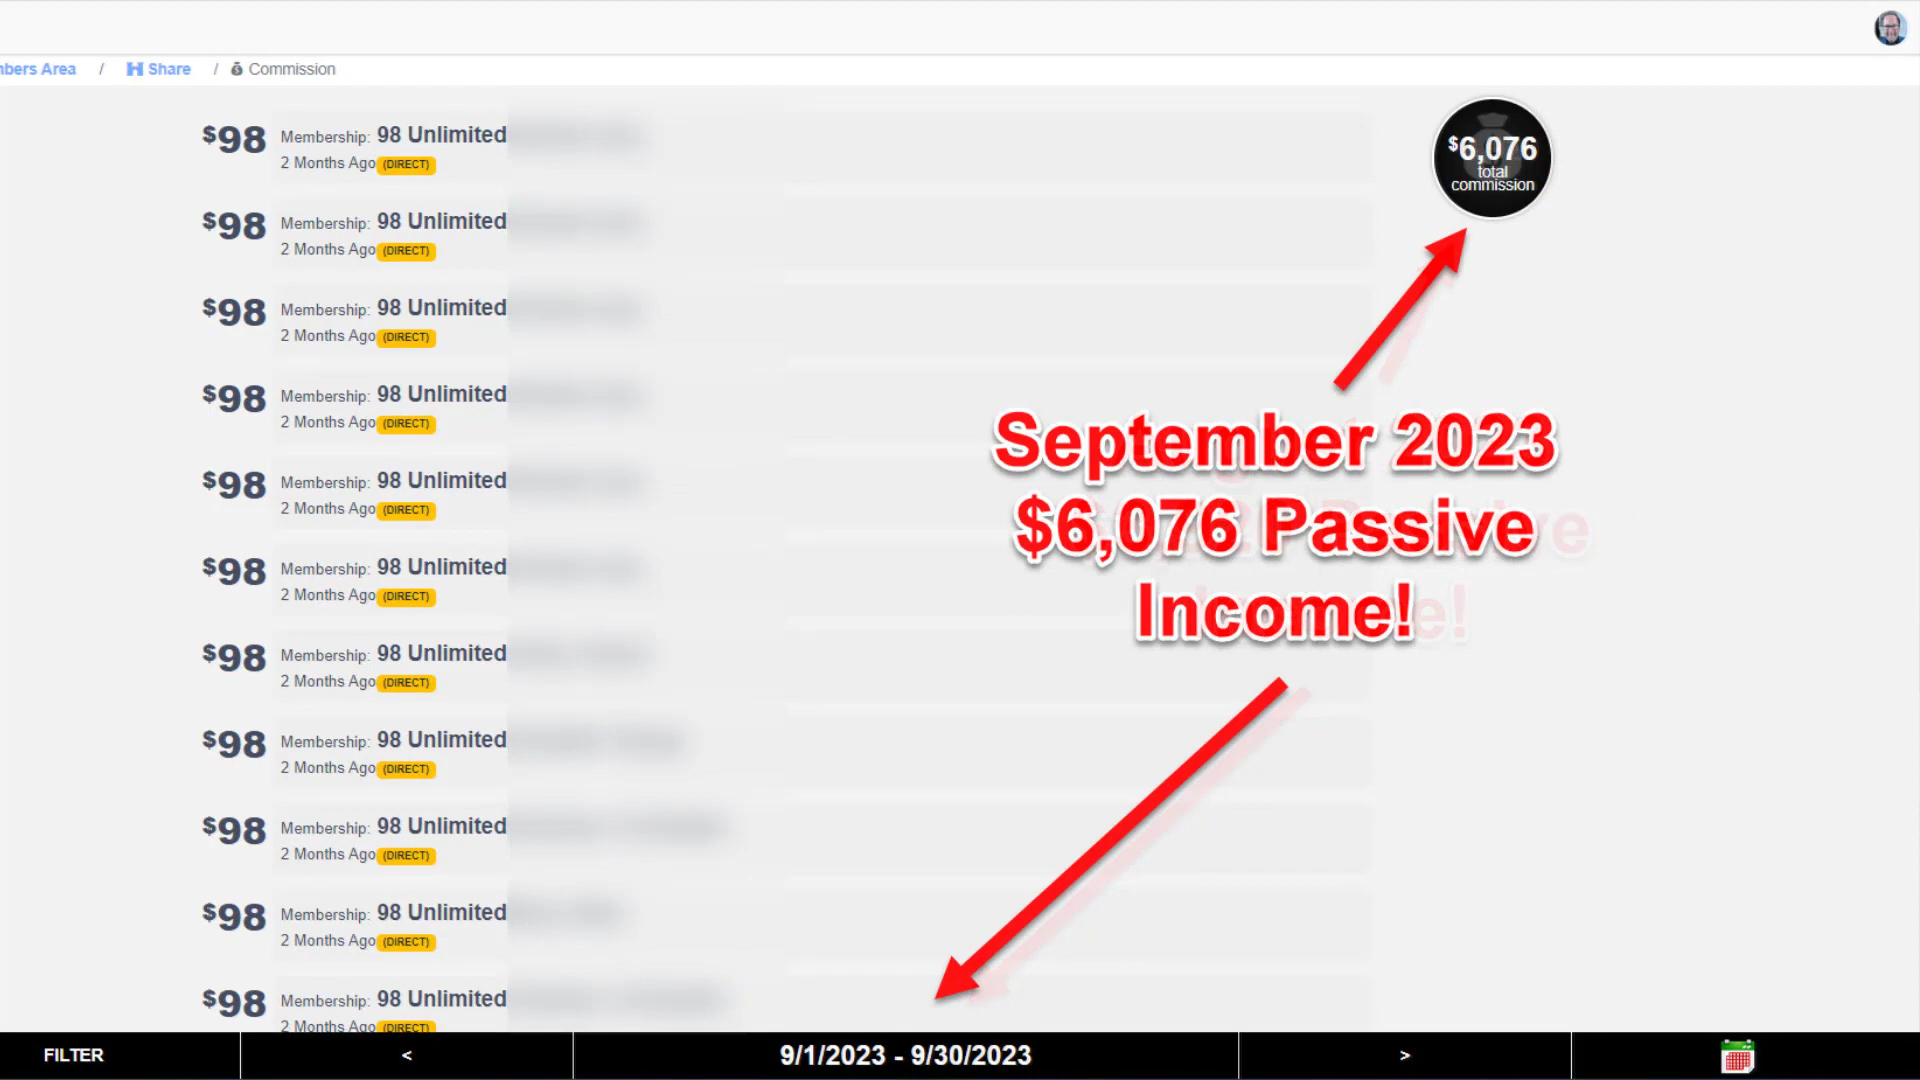 mbers Area / Share / Commission
$98 Membership: 98 Unlimited
2 Months Ago (DIRECT)
$6,076
total
commission
$98 Membership: 98 Unlimited
2 Months Ago (DIRECT)
$98 Membership: 98 Unlimited
2 Months Ago (DIRECT)
$98 Membership: 98 Unlimited
2 Months Ago (DIRECT)
$98 Membership: 98 Unlimited
2 Months Ago (DIRECT)
$98 Membership: 98 Unlimited
2 Months Ago (DIRECT)
$98 Membership: 98 Unlimited
2 Months Ago (DIRECT)
$98 Membership: 98 Unlimited
2 Months Ago (DIRECT)
$98 Membership: 98 Unlimited
2 Months Ago (DIRECT)
$98 Membership: 98 Unlimited
2 Months Ago (DIRECT)
$98 Membership: 98 Unlimited
2 Months Ago (DIRECT)
September 2023
$6,076 Passive
Income!
FILTER < 9/1/2023 - 9/30/2023 >